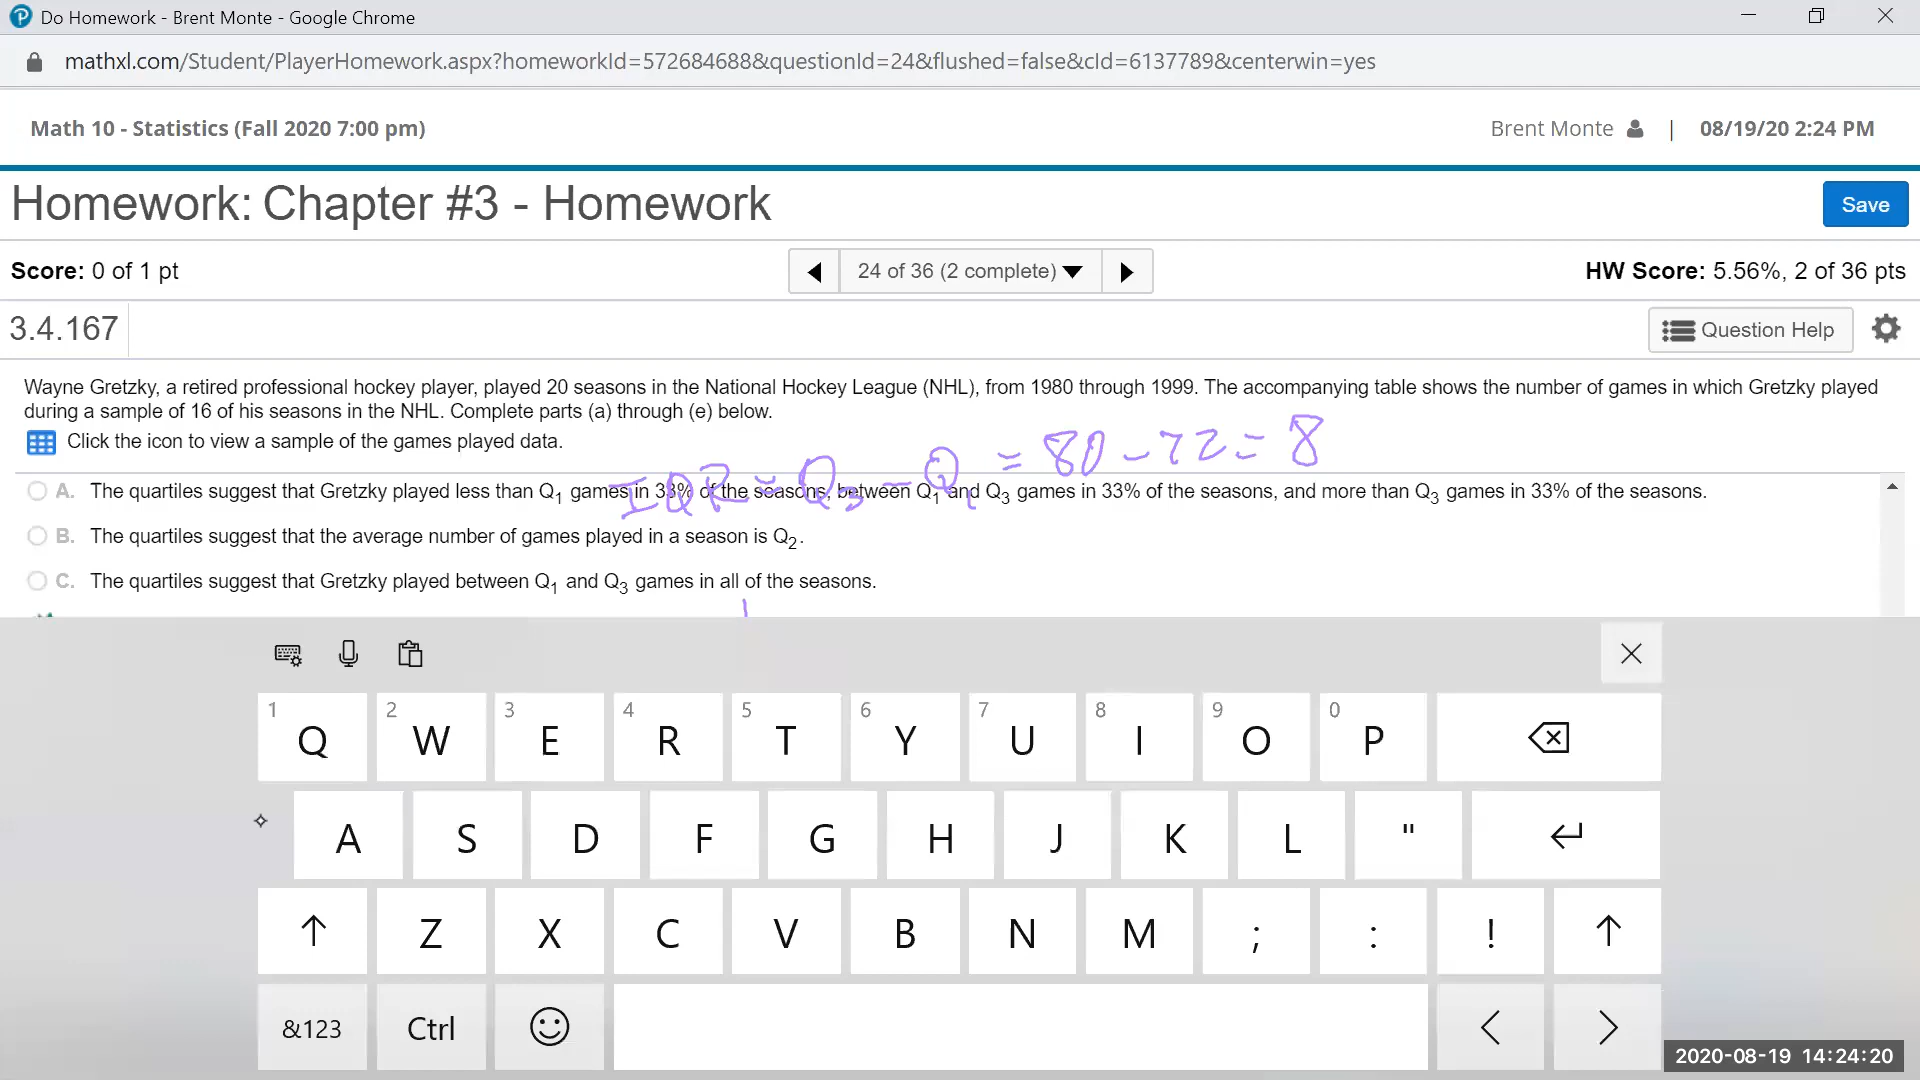 Do Homework - Brent Monte - Google Chrome
mathxl.com/Student/PlayerHomework.aspx?homeworkId=572684688&questionId=24&flushed=false&cId=6137789&centerwin=yes
Math 10 - Statistics (Fall 2020 7:00 pm)
Brent Monte | 08/19/20 2:24 PM
Homework: Chapter #3 - Homework
Save
Score: 0 of 1 pt
24 of 36 (2 complete)
HW Score: 5.56%, 2 of 36 pts
3.4.167
Question Help
Wayne Gretzky, a retired professional hockey player, played 20 seasons in the National Hockey League (NHL), from 1980 through 1999. The accompanying table shows the number of games in which Gretzky played
during a sample of 16 of his seasons in the NHL. Complete parts (a) through (e) below.
Click the icon to view a sample of the games played data.
IQR = Q3 - Q1 = 80 - 72 = 8
A. The quartiles suggest that Gretzky played less than Q1 games in 33% of the seasons, between Q1 and Q3 games in 33% of the seasons, and more than Q3 games in 33% of the seasons.
B. The quartiles suggest that the average number of games played in a season is Q2.
C. The quartiles suggest that Gretzky played between Q1 and Q3 games in all of the seasons.
1 Q 2 W 3 E 4 R 5 T 6 Y 7 U 8 I 9 O 0 P
A S D F G H J K L "
Z X C V B N M ; : !
&123 Ctrl
2020-08-19 14:24:20